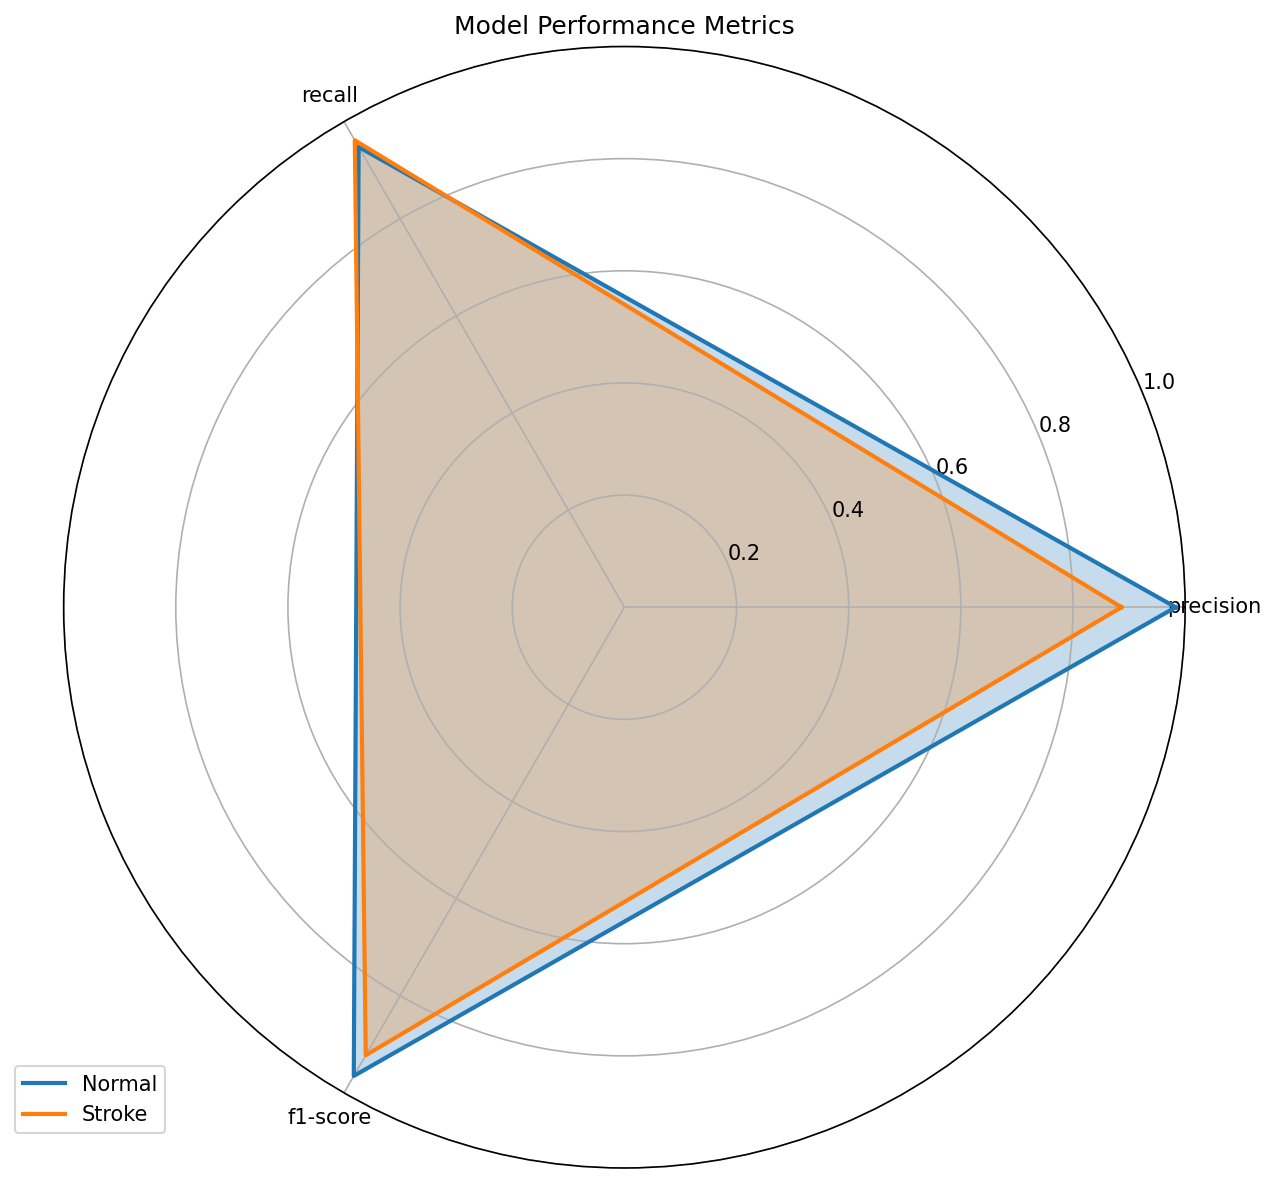 Model Performance Metrics
recall
1.0
0.8
0.6
0.4
0.2
precision
f1-score
Normal
Stroke